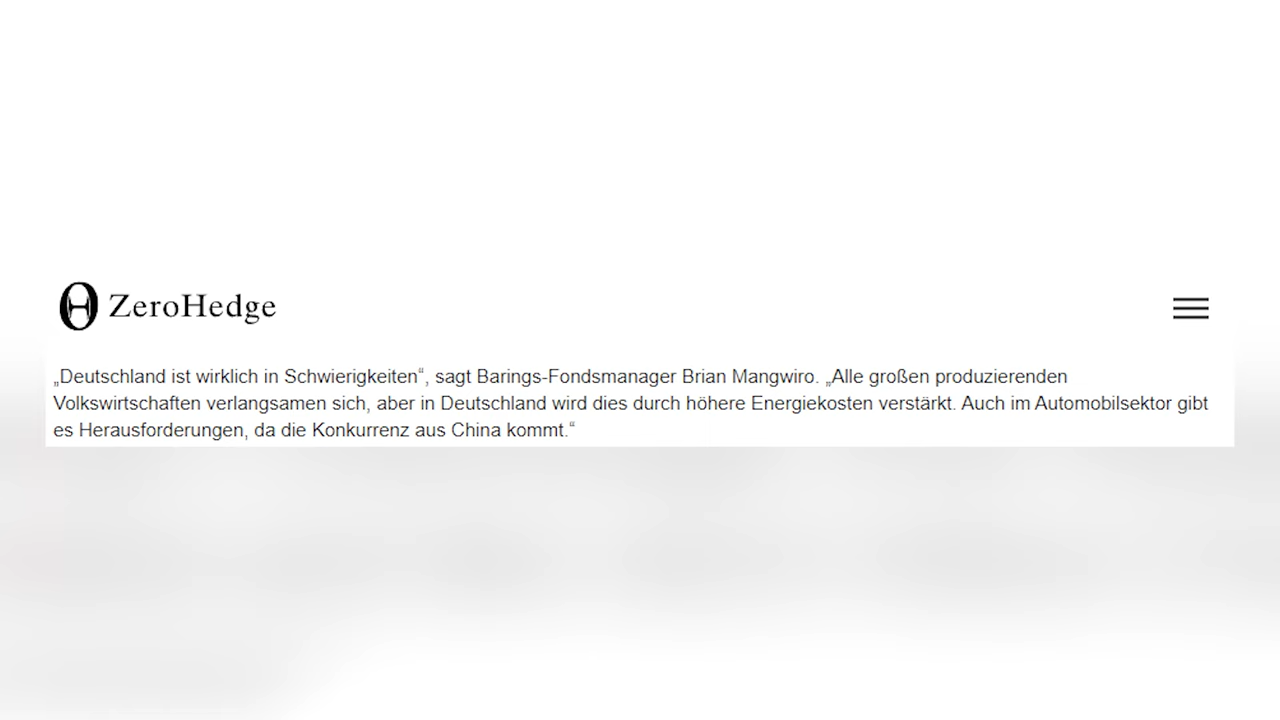 ZeroHedge
„Deutschland ist wirklich in Schwierigkeiten“, sagt Barings-Fondsmanager Brian Mangwiro. „Alle großen produzierenden
Volkswirtschaften verlangsamen sich, aber in Deutschland wird dies durch höhere Energiekosten verstärkt. Auch im Automobilsektor gibt
es Herausforderungen, da die Konkurrenz aus China kommt.“